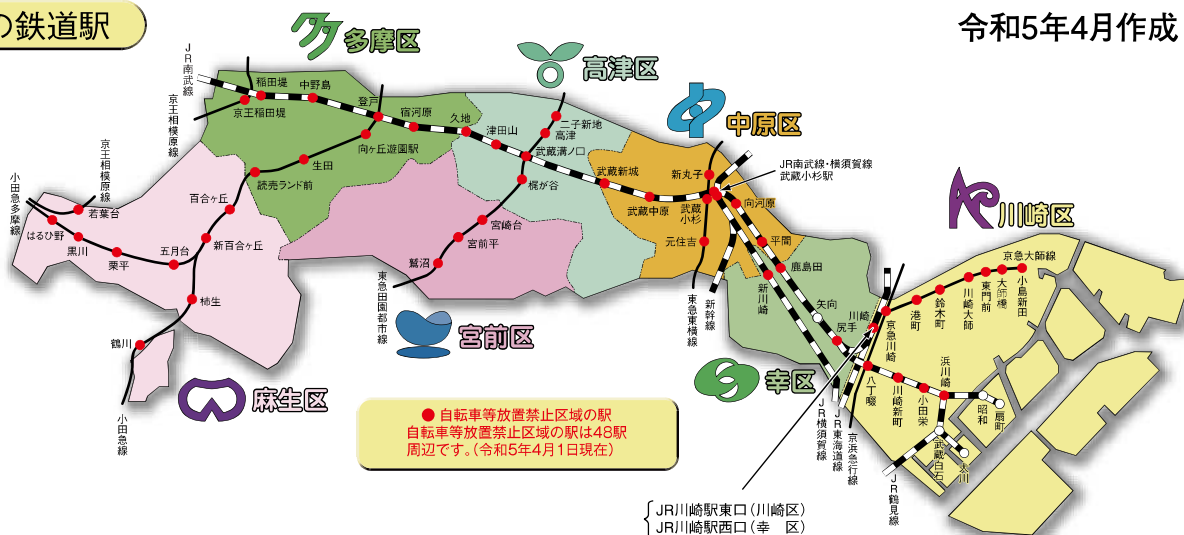 の鉄道駅
令和5年4月作成
多摩区
高津区
中原区
川崎区
宮前区
幸区
麻生区
JR南武線
京王相模原線
稲田堤
中野島
登戸
宿河原
久地
京王稲田堤
向ヶ丘遊園駅
生田
読売ランド前
津田山
二子新地
高津
武蔵溝ノ口
梶が谷
武蔵新城
武蔵中原
新丸子
武蔵
小杉
元住吉
JR南武線・横須賀線
武蔵小杉駅
向河原
平間
鹿島田
新川崎
矢向
尻手
川崎
小田急多摩線
京王相模原線
若葉台
はるひ野
黒川
栗平
五月台
百合ヶ丘
新百合ヶ丘
柿生
鶴川
小田急線
宮崎台
宮前平
鷺沼
東急田園都市線
東急東横線
新幹線
京急大師線
京急川崎
港町
鈴木町
川崎大師
東門前
大師橋
小島新田
八丁畷
川崎新町
小田栄
浜川崎
昭和
扇町
武蔵白石
大川
JR横須賀線
JR東海道線
京浜急行線
JR鶴見線
●自転車等放置禁止区域の駅
自転車等放置禁止区域の駅は48駅
周辺です。(令和5年4月1日現在)
JR川崎駅東口(川崎区)
JR川崎駅西口(幸　区)